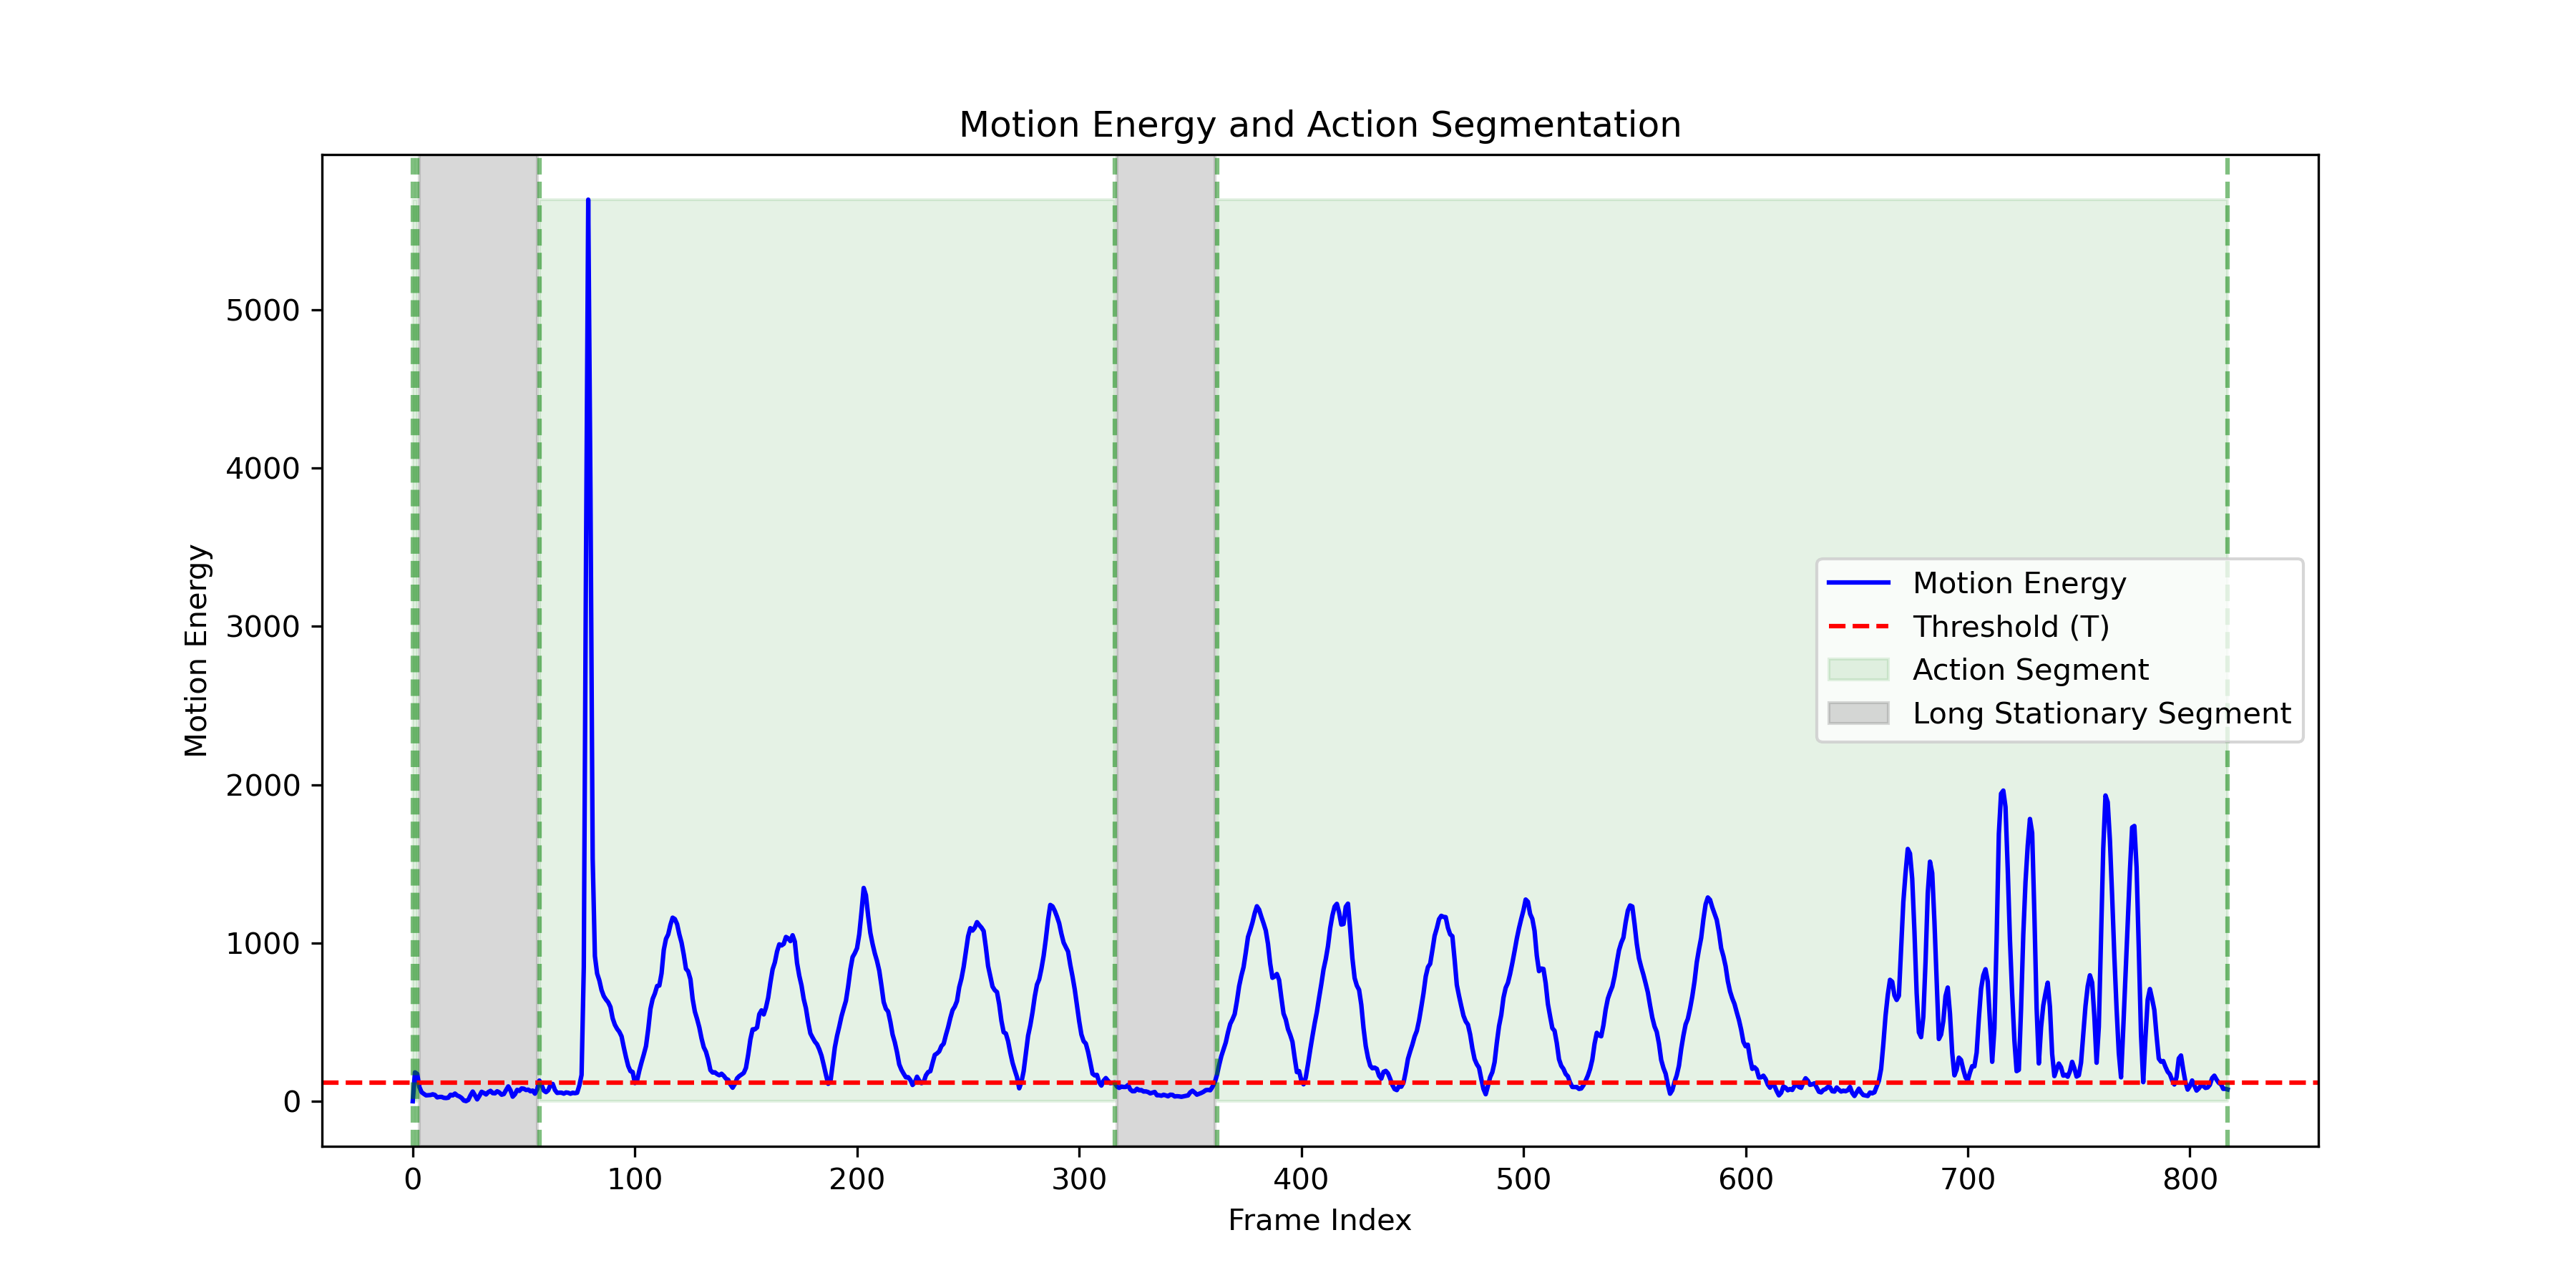 Motion Energy and Action Segmentation
Motion Energy
5000
4000
3000
2000
1000
0
Motion Energy
Threshold (T)
Action Segment
Long Stationary Segment
0 100 200 300 400 500 600 700 800
Frame Index